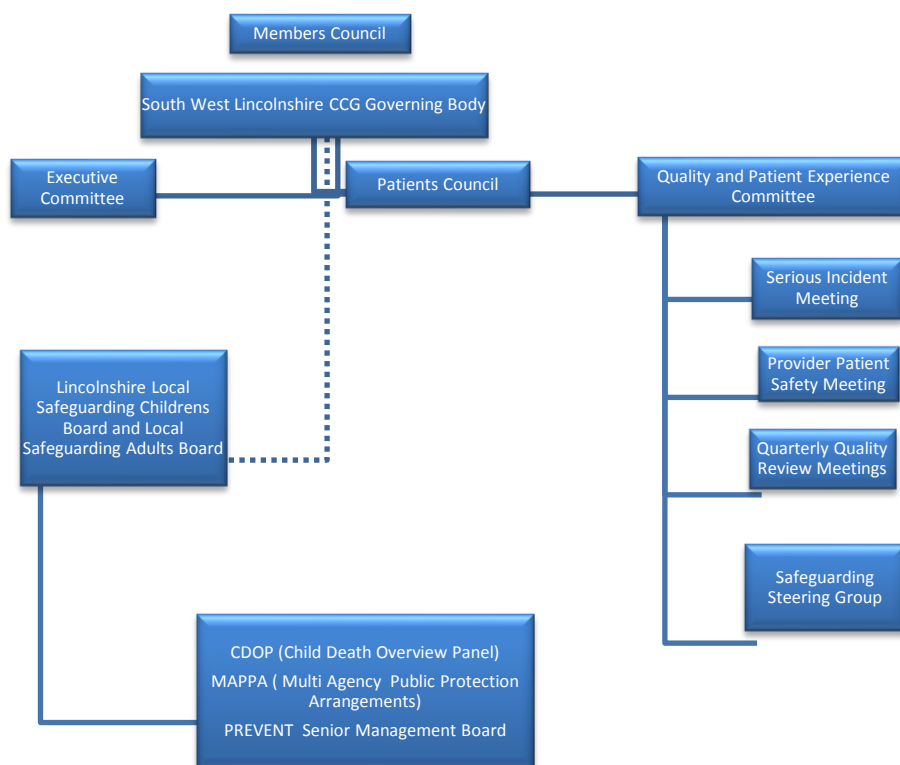 Members Council
South West Lincolnshire CCG Governing Body
Executive
Committee
Patients Council
Quality and Patient Experience
Committee
Serious Incident
Meeting
Provider Patient
Safety Meeting
Quarterly Quality
Review Meetings
Safeguarding
Steering Group
Lincolnshire Local
Safeguarding Childrens
Board and Local
Safeguarding Adults Board
CDOP (Child Death Overview Panel)
MAPPA ( Multi Agency  Public Protection
Arrangements)
PREVENT  Senior Management Board